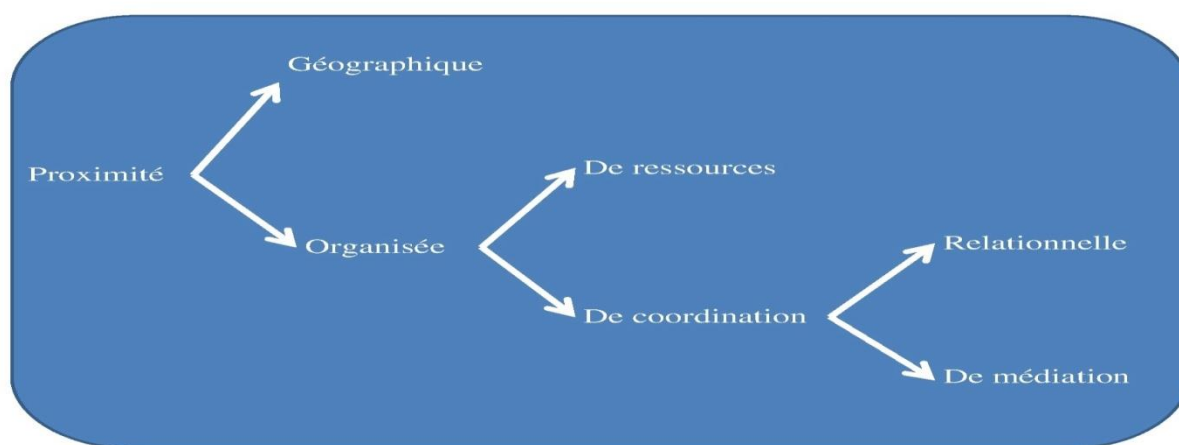 Géographique
Proximité
De ressources
Organisée
Relationnelle
De coordination
De médiation